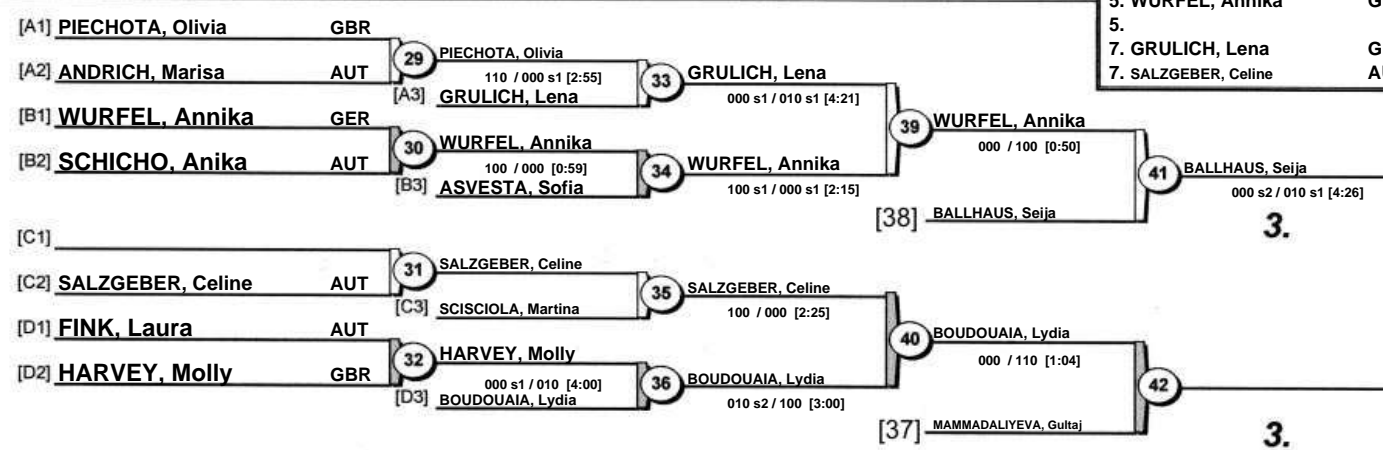 5. WURFEL, Annika G
5.
7. GRULICH, Lena G
7. SALZGEBER, Celine AU
[A1] PIECHOTA, Olivia GBR
29
PIECHOTA, Olivia
110 / 000 s1 [2:55]
[A2] ANDRICH, Marisa AUT
[A3] GRULICH, Lena
33
GRULICH, Lena
000 s1 / 010 s1 [4:21]
[B1] WURFEL, Annika GER
30
WURFEL, Annika
100 / 000 [0:59]
[B2] SCHICHO, Anika AUT
[B3] ASVESTA, Sofia
34
WURFEL, Annika
100 s1 / 000 s1 [2:15]
39
WURFEL, Annika
000 / 100 [0:50]
[38] BALLHAUS, Seija
41
BALLHAUS, Seija
000 s2 / 010 s1 [4:26]
3.
[C1]
31
SALZGEBER, Celine
[C2] SALZGEBER, Celine AUT
[C3] SCISCIOLA, Martina
35
SALZGEBER, Celine
100 / 000 [2:25]
[D1] FINK, Laura AUT
32
HARVEY, Molly
000 s1 / 010 [4:00]
[D2] HARVEY, Molly GBR
[D3] BOUDOUAIA, Lydia
36
BOUDOUAIA, Lydia
010 s2 / 100 [3:00]
40
BOUDOUAIA, Lydia
000 / 110 [1:04]
[37] MAMMADALIYEVA, Gultaj
42
3.